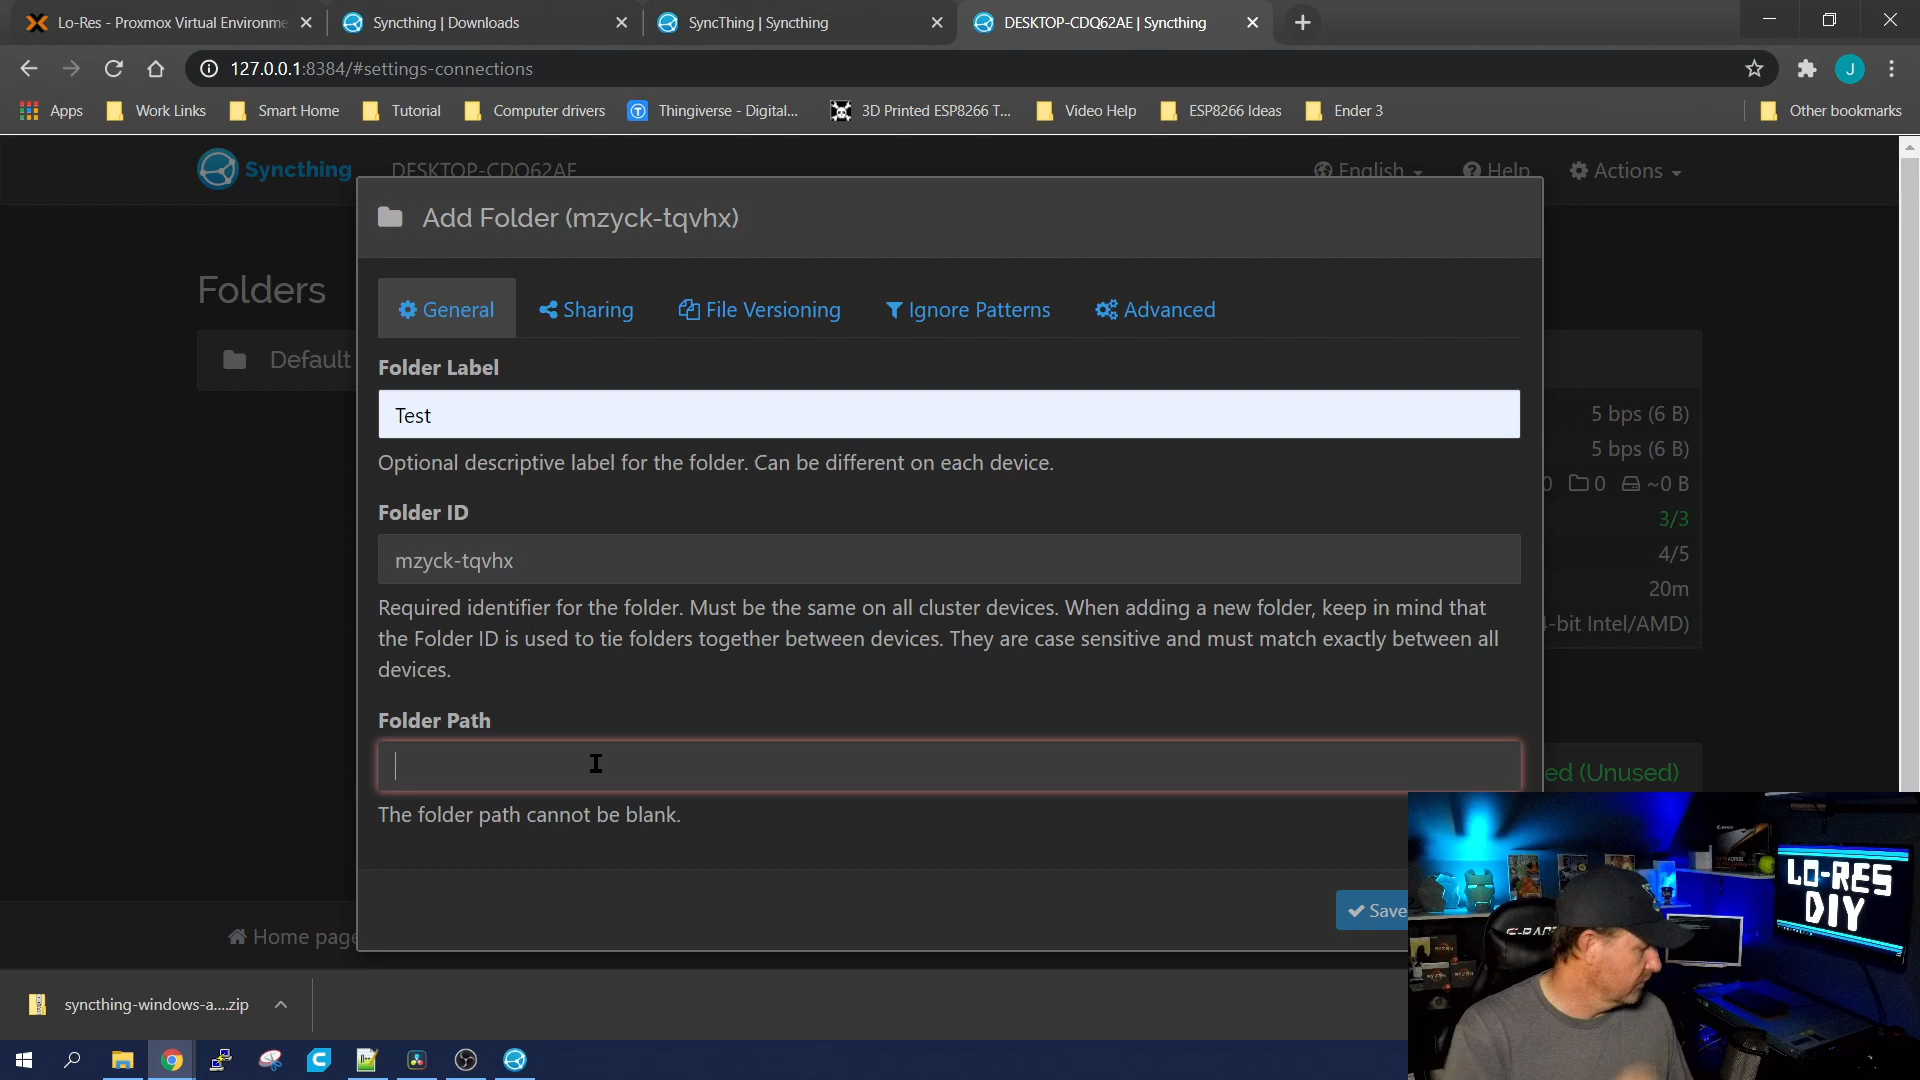 Lo-Res - Proxmox Virtual Environme
Syncthing | Downloads
SyncThing | Syncthing
DESKTOP-CDQ62AE | Syncthing
127.0.0.1:8384/#settings-connections
J
Apps
Work Links
Smart Home
Tutorial
Computer drivers
Thingiverse - Digital...
3D Printed ESP8266 T...
Video Help
ESP8266 Ideas
Ender 3
Other bookmarks
Syncthing
DESKTOP-CDQ62AE
English
Help
Actions
Add Folder (mzyck-tqvhx)
Folders
General
Sharing
File Versioning
Ignore Patterns
Advanced
Default
Folder Label
Test
5 bps (6 B)
5 bps (6 B)
Optional descriptive label for the folder. Can be different on each device.
0 0 ~0 B
Folder ID
3/3
mzyck-tqvhx
4/5
20m
Required identifier for the folder. Must be the same on all cluster devices. When adding a new folder, keep in mind that
the Folder ID is used to tie folders together between devices. They are case sensitive and must match exactly between all
devices.
4-bit Intel/AMD)
Folder Path
ed (Unused)
The folder path cannot be blank.
Save
Home page
LO-RES
DIY
syncthing-windows-a....zip